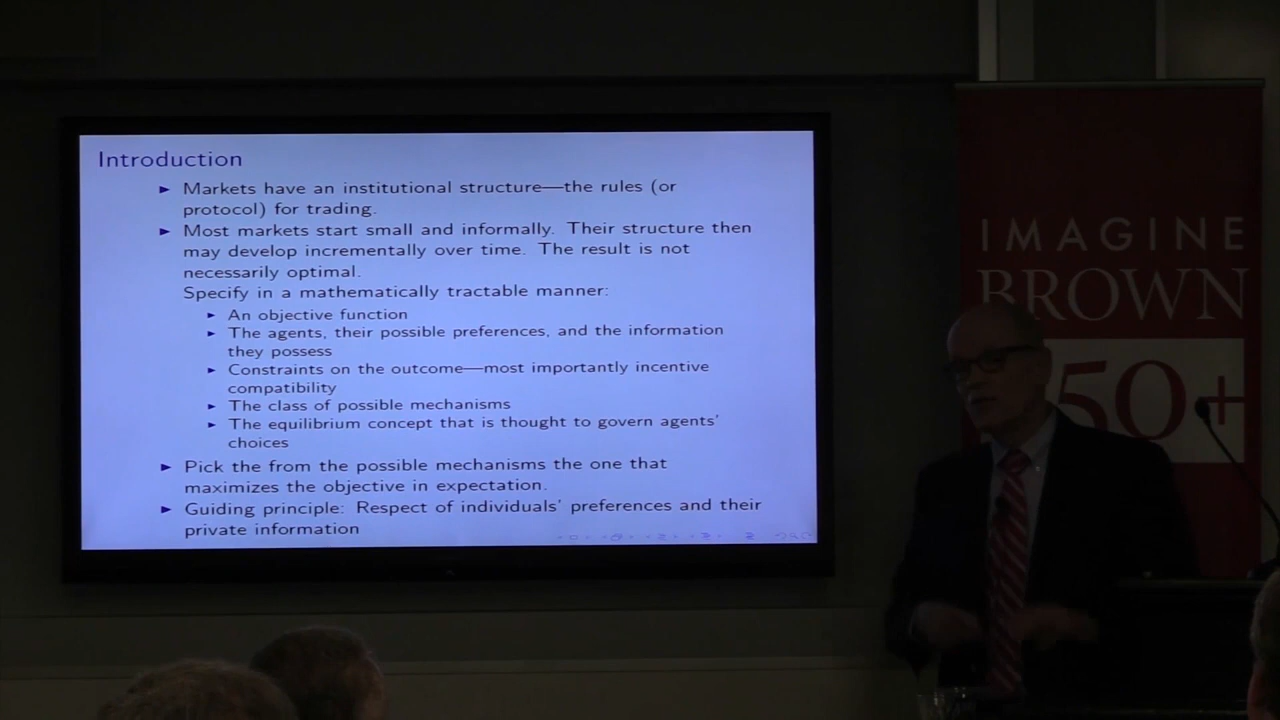 Introduction
► Markets have an institutional structure—the rules (or
protocol) for trading.
► Most markets start small and informally. Their structure then
may develop incrementally over time. The result is not
necessarily optimal.
Specify in a mathematically tractable manner:
► An objective function
► The agents, their possible preferences, and the information
they possess
► Constraints on the outcome—most importantly incentive
compatibility
► The class of possible mechanisms
► The equilibrium concept that is thought to govern agents'
choices
► Pick the from the possible mechanisms the one that
maximizes the objective in expectation.
► Guiding principle: Respect of individuals' preferences and their
private information
IMAGINE
BROWN
50+